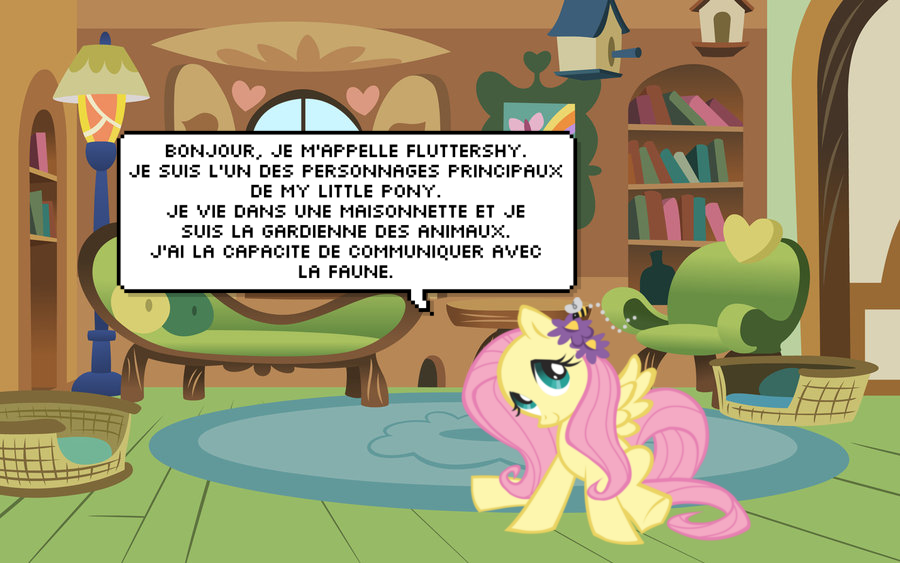 BONJOUR, JE M'APPELLE FLUTTERSHY.
JE SUIS L'UN DES PERSONNAGES PRINCIPAUX
DE MY LITTLE PONY.
JE VIE DANS UNE MAISONNETTE ET JE
SUIS LA GARDIENNE DES ANIMAUX.
J'AI LA CAPACITE DE COMMUNIQUER AVEC
LA FAUNE.